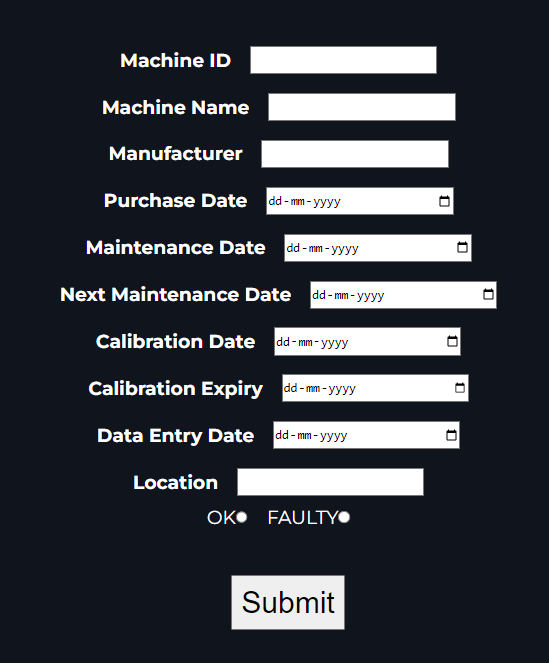 Machine ID
Machine Name
Manufacturer
Purchase Date dd-mm-yyyy
Maintenance Date dd-mm-yyyy
Next Maintenance Date dd-mm-yyyy
Calibration Date dd-mm-yyyy
Calibration Expiry dd-mm-yyyy
Data Entry Date dd-mm-yyyy
Location
OK FAULTY
Submit